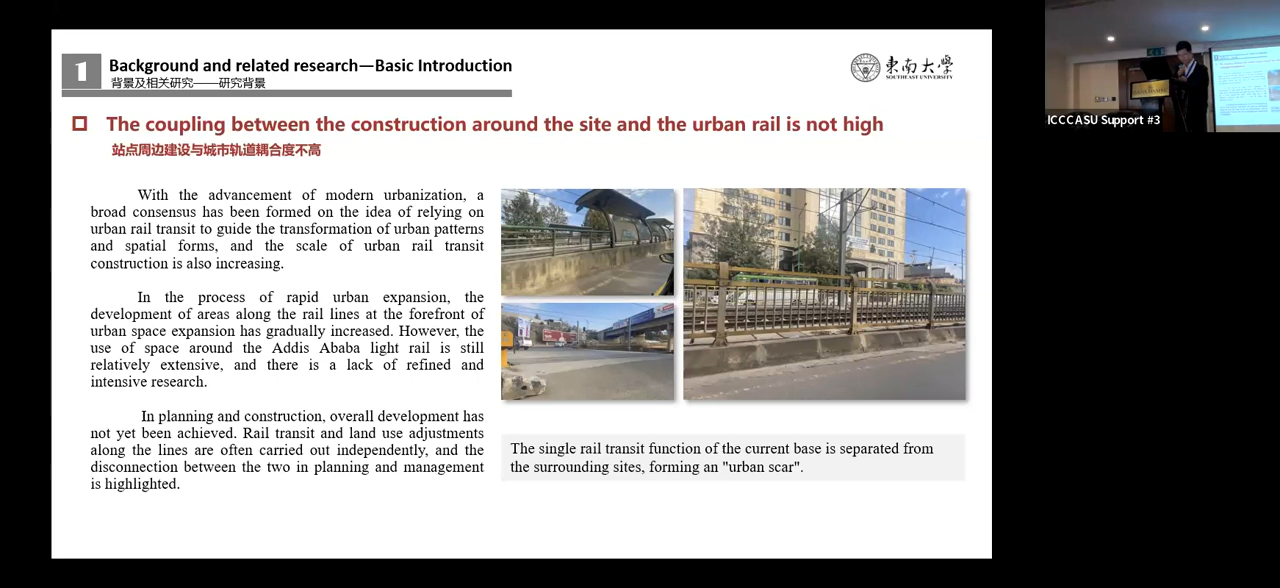 1
Background and related research—Basic Introduction
背景及相关研究——研究背景
東南大學
SOUTHEAST UNIVERSITY
The coupling between the construction around the site and the urban rail is not high
站点周边建设与城市轨道耦合度不高
With the advancement of modern urbanization, a
broad consensus has been formed on the idea of relying on
urban rail transit to guide the transformation of urban patterns
and spatial forms, and the scale of urban rail transit
construction is also increasing.
In the process of rapid urban expansion, the
development of areas along the rail lines at the forefront of
urban space expansion has gradually increased. However, the
use of space around the Addis Ababa light rail is still
relatively extensive, and there is a lack of refined and
intensive research.
In planning and construction, overall development has
not yet been achieved. Rail transit and land use adjustments
along the lines are often carried out independently, and the
disconnection between the two in planning and management
is highlighted.
The single rail transit function of the current base is separated from
the surrounding sites, forming an "urban scar".
ICCCASU Support #3